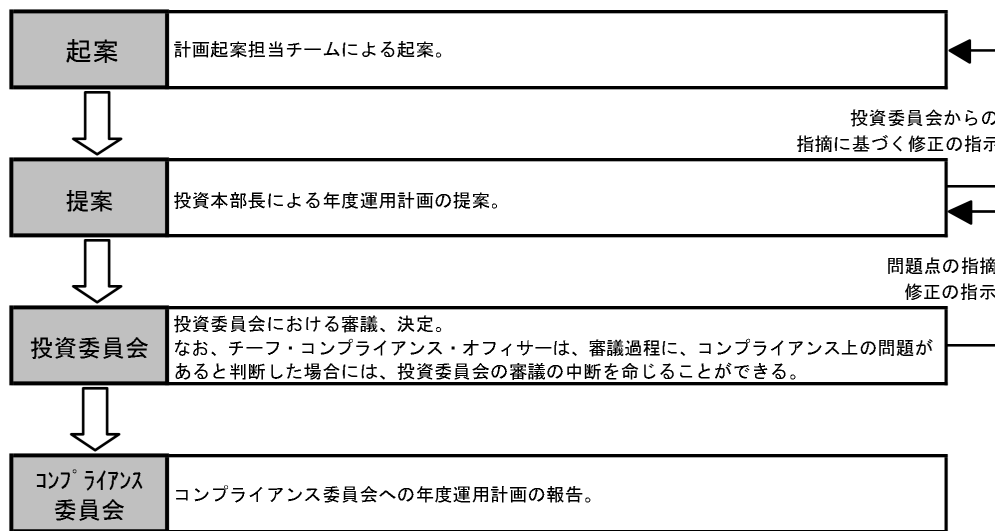 起案
計画起案担当チームによる起案。
投資委員会からの
指摘に基づく修正の指示
提案
投資本部長による年度運用計画の提案。
問題点の指摘
修正の指示
投資委員会
投資委員会における審議、決定。
なお、チーフ・コンプライアンス・オフィサーは、審議過程に、コンプライアンス上の問題が
あると判断した場合には、投資委員会の審議の中断を命じることができる。
ｺﾝﾌﾟﾗｲｱﾝｽ
委員会
コンプライアンス委員会への年度運用計画の報告。